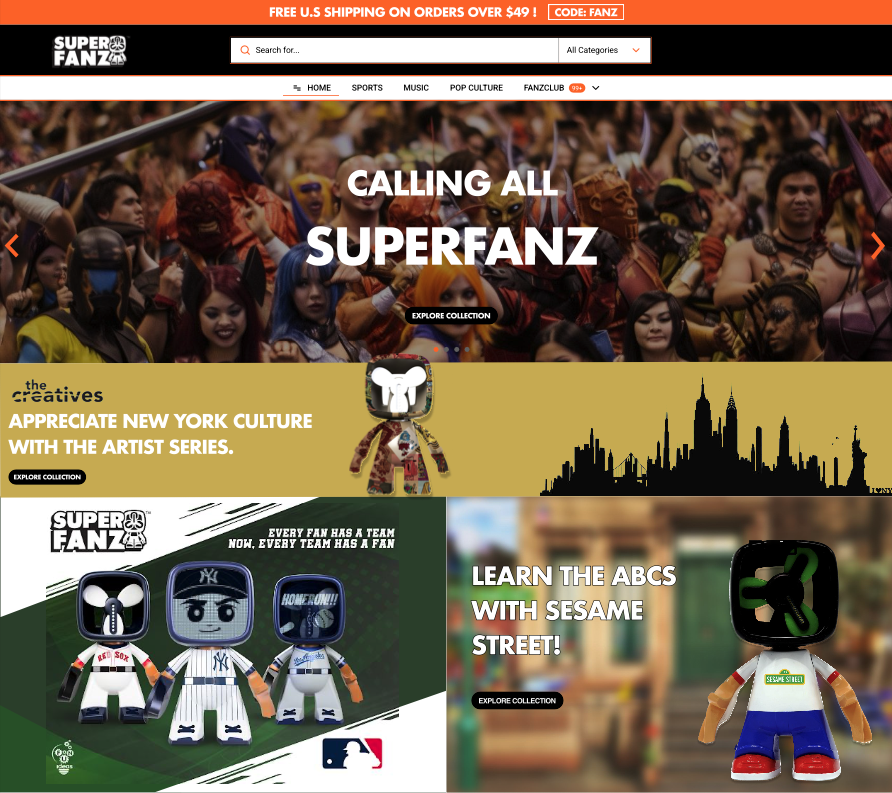 FREE U.S SHIPPING ON ORDERS OVER $49 ! CODE: FANZ
SUPER
FANZ
Search for...
All Categories
HOME SPORTS MUSIC POP CULTURE FANZCLUB 99+
CALLING ALL
SUPERFANZ
EXPLORE COLLECTION
the
creatives
APPRECIATE NEW YORK CULTURE
WITH THE ARTIST SERIES.
EXPLORE COLLECTION
SUPER
FANZ
EVERY FAN HAS A TEAM
NOW, EVERY TEAM HAS A FAN
HOMERUN!!
RED SOX
NY
ideas
LEARN THE ABCS
WITH SESAME
STREET!
EXPLORE COLLECTION
SESAME STREET